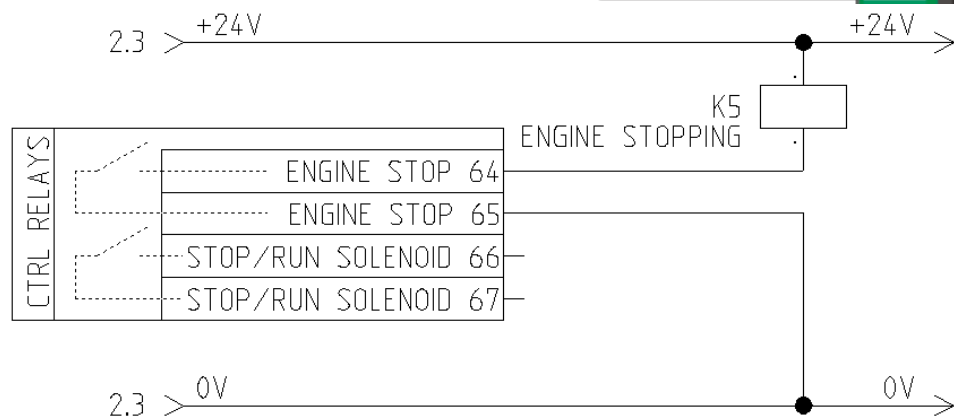 +24V +24V
2.3
K5
ENGINE STOPPING
CTRL RELAYS
ENGINE STOP 64
ENGINE STOP 65
STOP/RUN SOLENOID 66
STOP/RUN SOLENOID 67
0V 0V
2.3